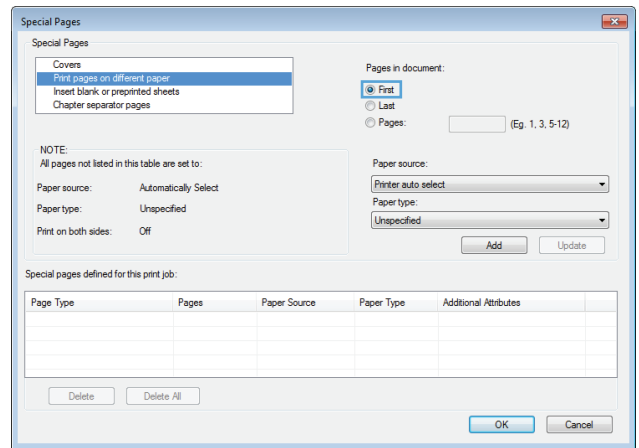 Special Pages
Special Pages
Covers
Print pages on different paper
Insert blank or preprinted sheets
Chapter separator pages
Pages in document:
First
Last
Pages: (Eg. 1, 3, 5-12)
NOTE:
All pages not listed in this table are set to:
Paper source: Automatically Select
Paper type: Unspecified
Print on both sides: Off
Paper source:
Printer auto select
Paper type:
Unspecified
Add Update
Special pages defined for this print job:
Page Type Pages Paper Source Paper Type Additional Attributes
Delete Delete All
OK Cancel